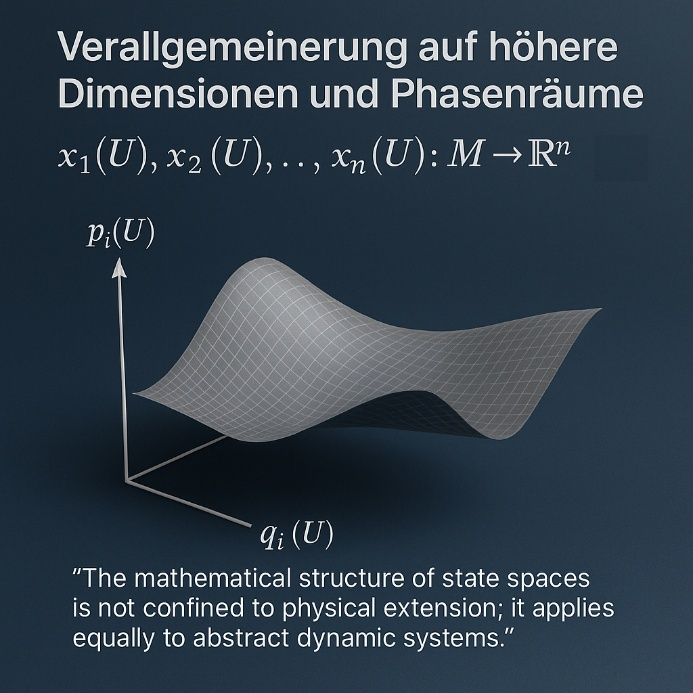 Verallgemeinerung auf höhere
Dimensionen und Phasenräume
x₁(U), x₂ (U), . . , xₙ(U): M → ℝⁿ
pᵢ(U)
qᵢ (U)
“The mathematical structure of state spaces
is not confined to physical extension; it applies
equally to abstract dynamic systems.”